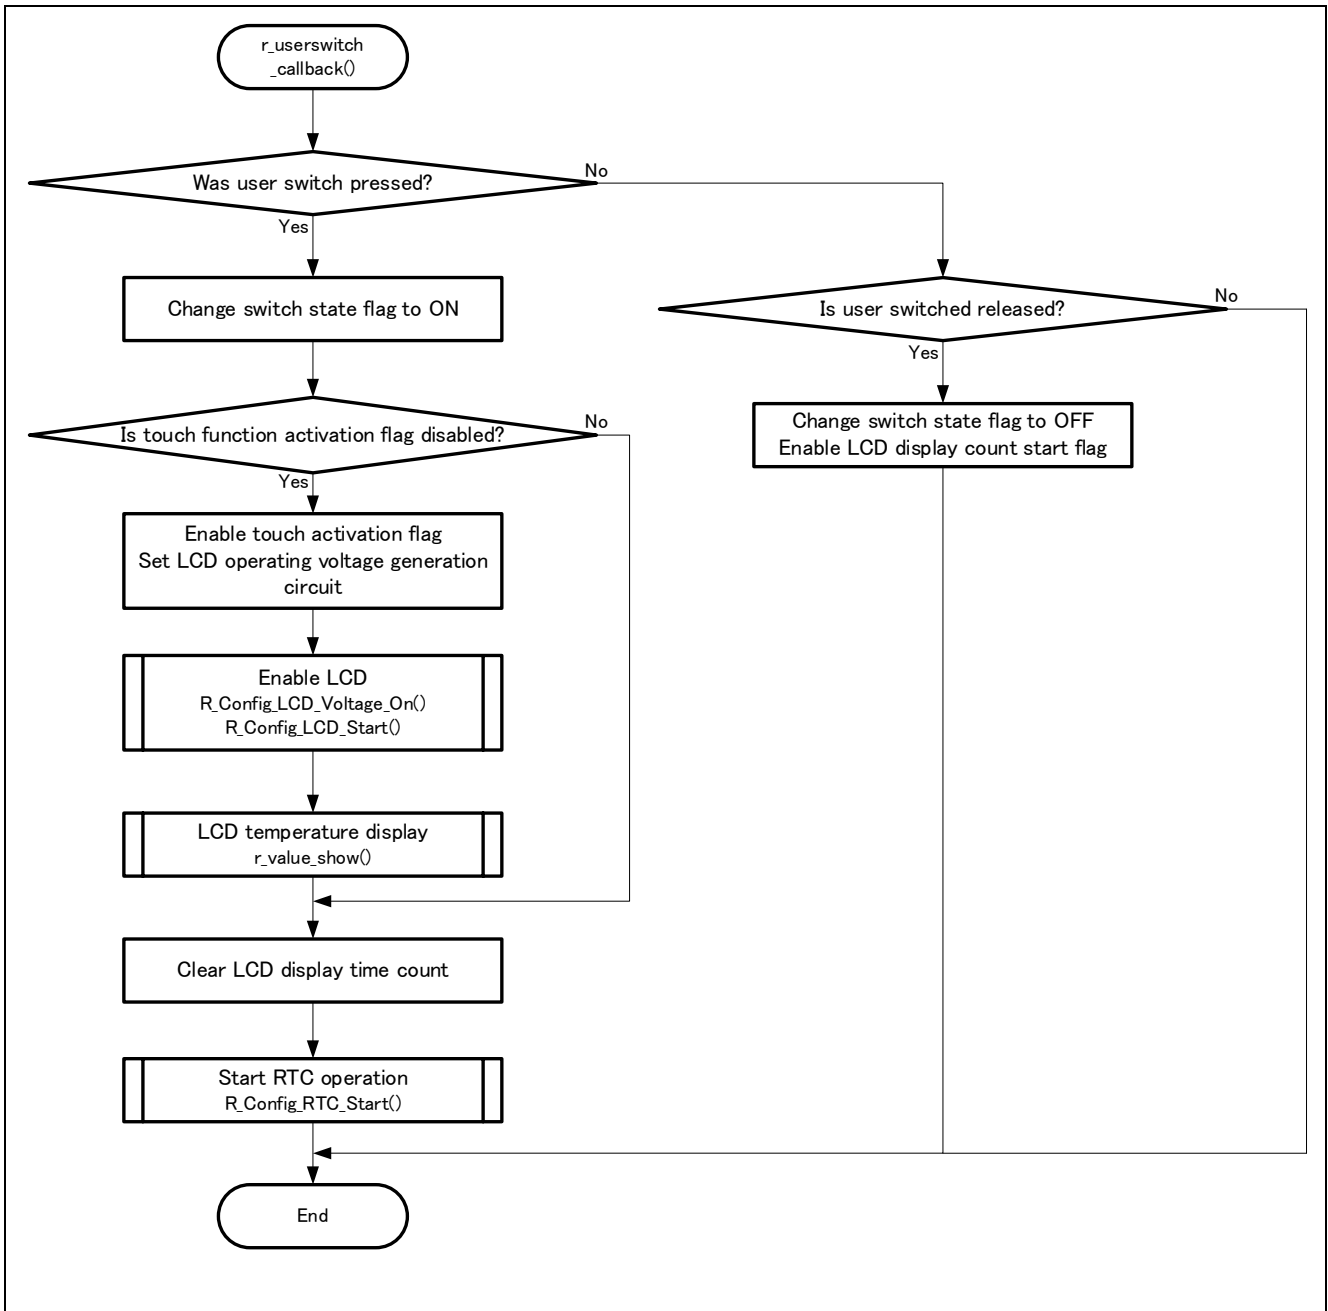 r_userswitch
_callback()
Was user switch pressed?
No
Yes
Change switch state flag to ON
Is user switched released?
No
Yes
Change switch state flag to OFF
Enable LCD display count start flag
Is touch function activation flag disabled?
No
Yes
Enable touch activation flag
Set LCD operating voltage generation
circuit
Enable LCD
R_Config_LCD_Voltage_On()
R_Config_LCD_Start()
LCD temperature display
r_value_show()
Clear LCD display time count
Start RTC operation
R_Config_RTC_Start()
End